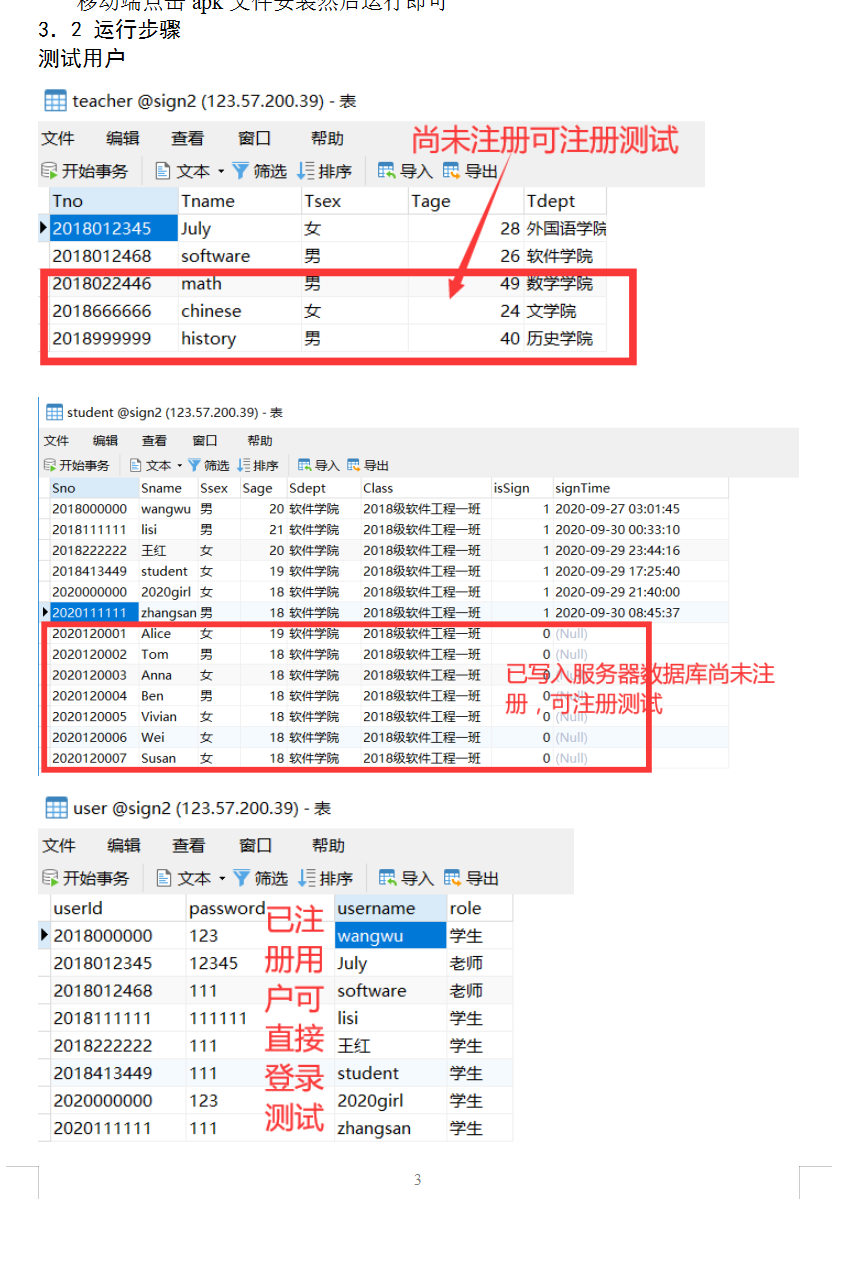 移动端点击 apk 文件安装然后运行即可
3．2 运行步骤
测试用户
teacher @sign2 (123.57.200.39) - 表
文件 编辑 查看 窗口 帮助
尚未注册可注册测试
开始事务 文本 筛选 排序 导入 导出
Tno Tname Tsex Tage Tdept
2018012345 July 女 28 外国语学院
2018012468 software 男 26 软件学院
2018022446 math 男 49 数学学院
2018666666 chinese 女 24 文学院
2018999999 history 男 40 历史学院
student @sign2 (123.57.200.39) - 表
文件 编辑 查看 窗口 帮助
开始事务 文本 筛选 排序 导入 导出
Sno Sname Ssex Sage Sdept Class isSign signTime
2018000000 wangwu 男 20 软件学院 2018级软件工程一班 1 2020-09-27 03:01:45
2018111111 lisi 男 21 软件学院 2018级软件工程一班 1 2020-09-30 00:33:10
2018222222 王红 女 20 软件学院 2018级软件工程一班 1 2020-09-29 23:44:16
2018413449 student 女 19 软件学院 2018级软件工程一班 1 2020-09-29 17:25:40
2020000000 2020girl 女 18 软件学院 2018级软件工程一班 1 2020-09-29 21:40:00
2020111111 zhangsan 男 18 软件学院 2018级软件工程一班 1 2020-09-30 08:45:37
2020120001 Alice 女 19 软件学院 2018级软件工程一班 0 (Null)
2020120002 Tom 男 18 软件学院 2018级软件工程一班 0 (Null)
2020120003 Anna 女 18 软件学院 2018级软件工程一班 0 (Null)
2020120004 Ben 男 18 软件学院 2018级软件工程一班 0 (Null)
2020120005 Vivian 女 18 软件学院 2018级软件工程一班 0 (Null)
2020120006 Wei 女 18 软件学院 2018级软件工程一班 0 (Null)
2020120007 Susan 女 18 软件学院 2018级软件工程一班 0 (Null)
已写入服务器数据库尚未注
册，可注册测试
user @sign2 (123.57.200.39) - 表
文件 编辑 查看 窗口 帮助
开始事务 文本 筛选 排序 导入 导出
userId password username role
2018000000 123 wangwu 学生
2018012345 12345 July 老师
2018012468 111 software 老师
2018111111 111111 lisi 学生
2018222222 111 王红 学生
2018413449 111 student 学生
2020000000 123 2020girl 学生
2020111111 111 zhangsan 学生
已注
册用
户可
直接
登录
测试
3